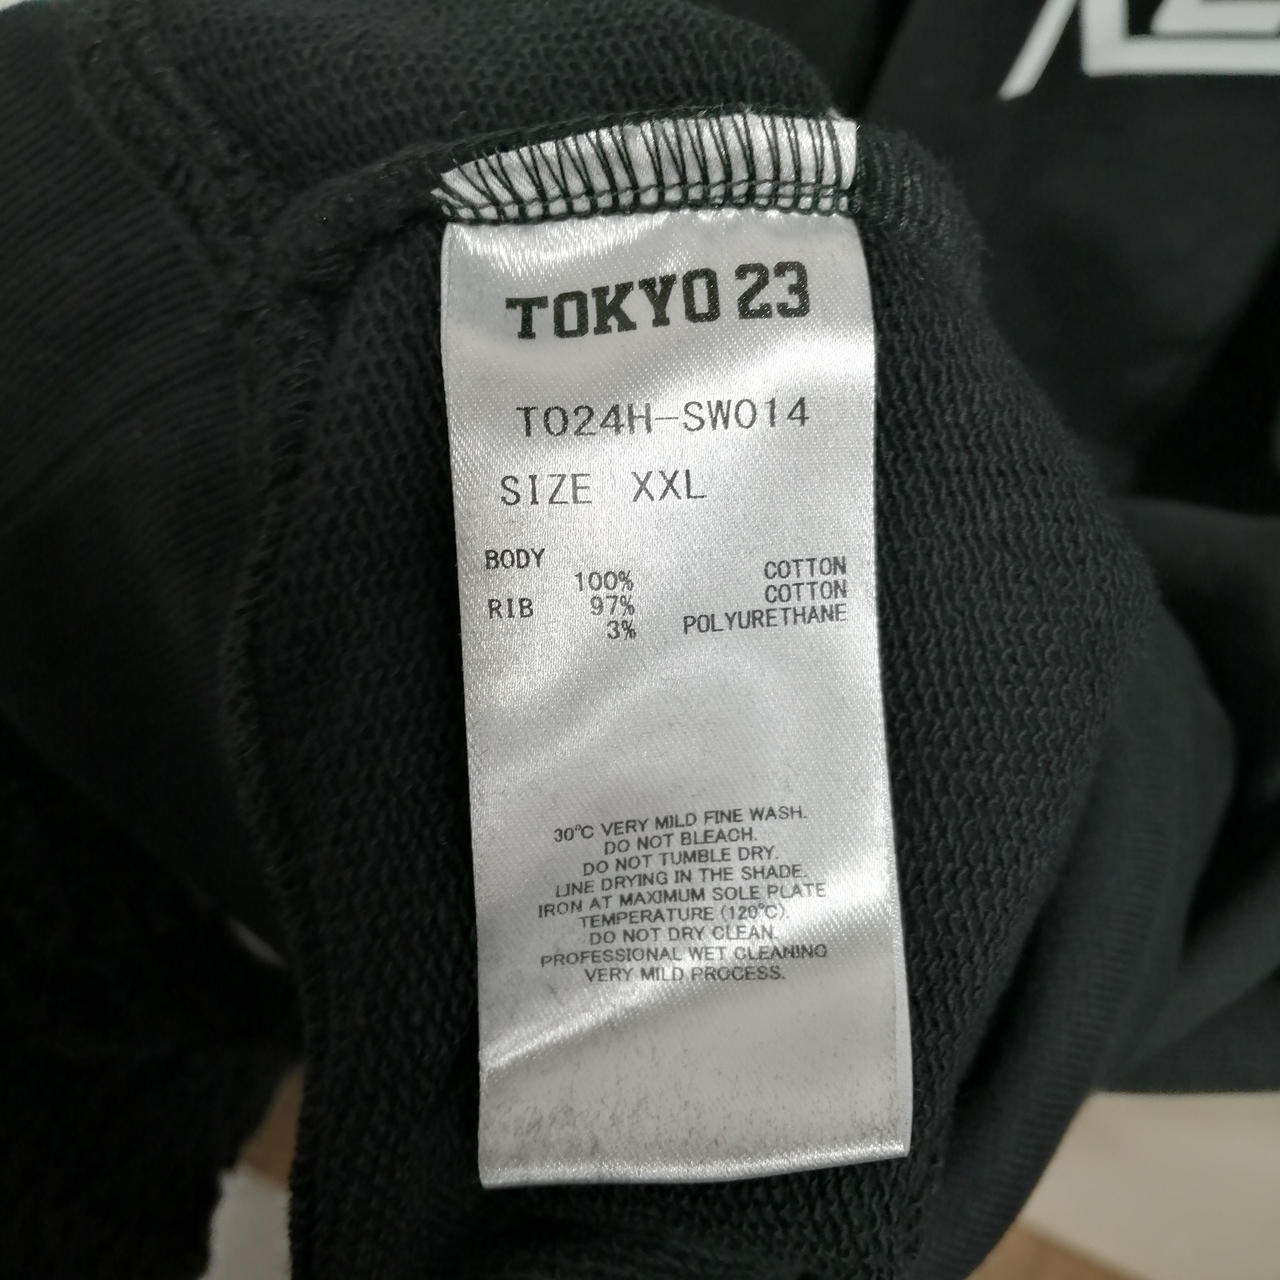 TOKYO 23
TO24H-SW014
SIZE XXL
BODY
100% COTTON
RIB 97% COTTON
3% POLYURETHANE
30°C VERY MILD FINE WASH.
DO NOT BLEACH.
DO NOT TUMBLE DRY.
LINE DRYING IN THE SHADE.
IRON AT MAXIMUM SOLE PLATE
TEMPERATURE (120°C).
DO NOT DRY CLEAN.
PROFESSIONAL WET CLEANING
VERY MILD PROCESS.